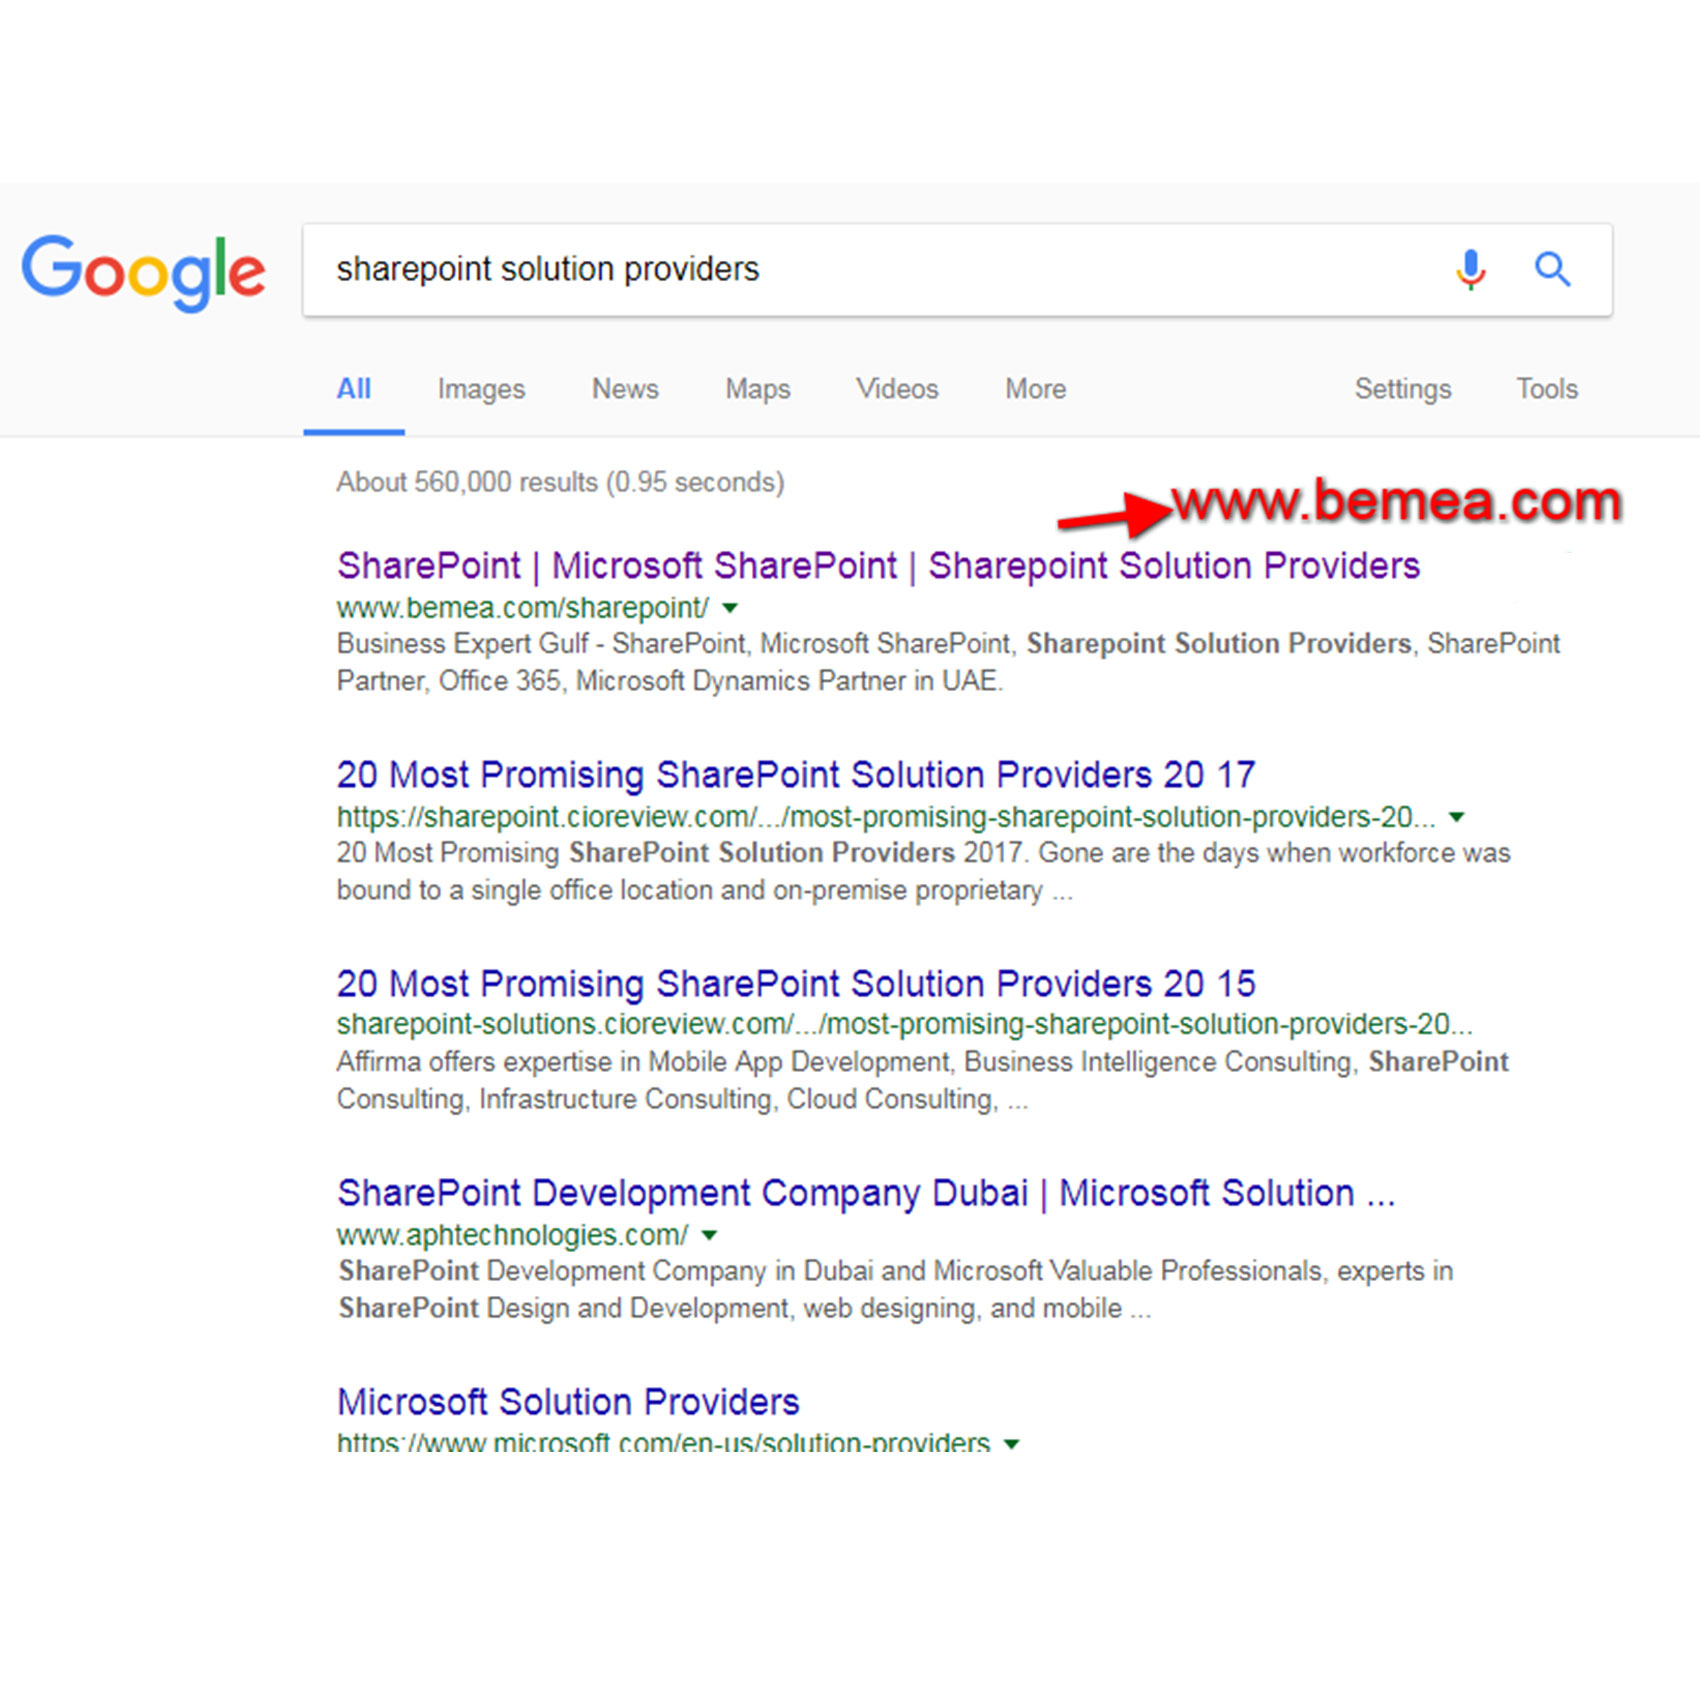 Google
sharepoint solution providers
All Images News Maps Videos More Settings Tools
About 560,000 results (0.95 seconds)
www.bemea.com
SharePoint | Microsoft SharePoint | Sharepoint Solution Providers
www.bemea.com/sharepoint/
Business Expert Gulf - SharePoint, Microsoft SharePoint, Sharepoint Solution Providers, SharePoint
Partner, Office 365, Microsoft Dynamics Partner in UAE.
20 Most Promising SharePoint Solution Providers 20 17
https://sharepoint.cioreview.com/.../most-promising-sharepoint-solution-providers-20...
20 Most Promising SharePoint Solution Providers 2017. Gone are the days when workforce was
bound to a single office location and on-premise proprietary ...
20 Most Promising SharePoint Solution Providers 20 15
sharepoint-solutions.cioreview.com/.../most-promising-sharepoint-solution-providers-20...
Affirma offers expertise in Mobile App Development, Business Intelligence Consulting, SharePoint
Consulting, Infrastructure Consulting, Cloud Consulting, ...
SharePoint Development Company Dubai | Microsoft Solution ...
www.aphtechnologies.com/
SharePoint Development Company in Dubai and Microsoft Valuable Professionals, experts in
SharePoint Design and Development, web designing, and mobile ...
Microsoft Solution Providers
https://www.microsoft.com/en-us/solution-providers